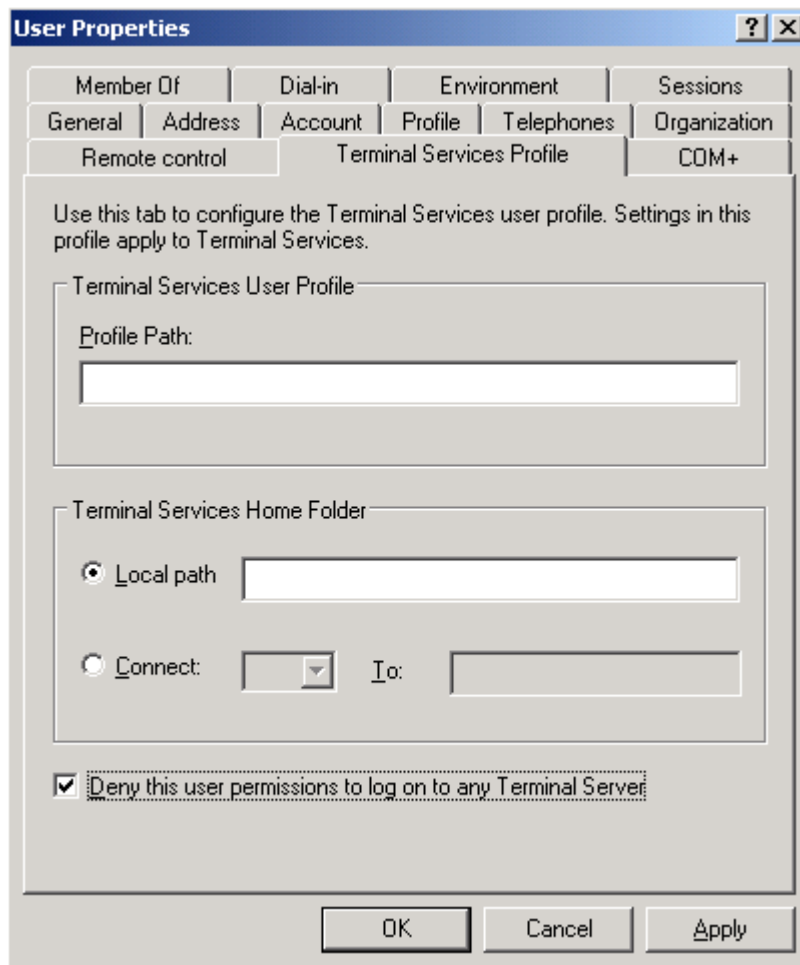 User Properties
Member Of Dial-in Environment Sessions
General Address Account Profile Telephones Organization
Remote control Terminal Services Profile COM+
Use this tab to configure the Terminal Services user profile. Settings in this
profile apply to Terminal Services.
Terminal Services User Profile
Profile Path:
Terminal Services Home Folder
Local path
Connect: To:
Deny this user permissions to log on to any Terminal Server
OK Cancel Apply